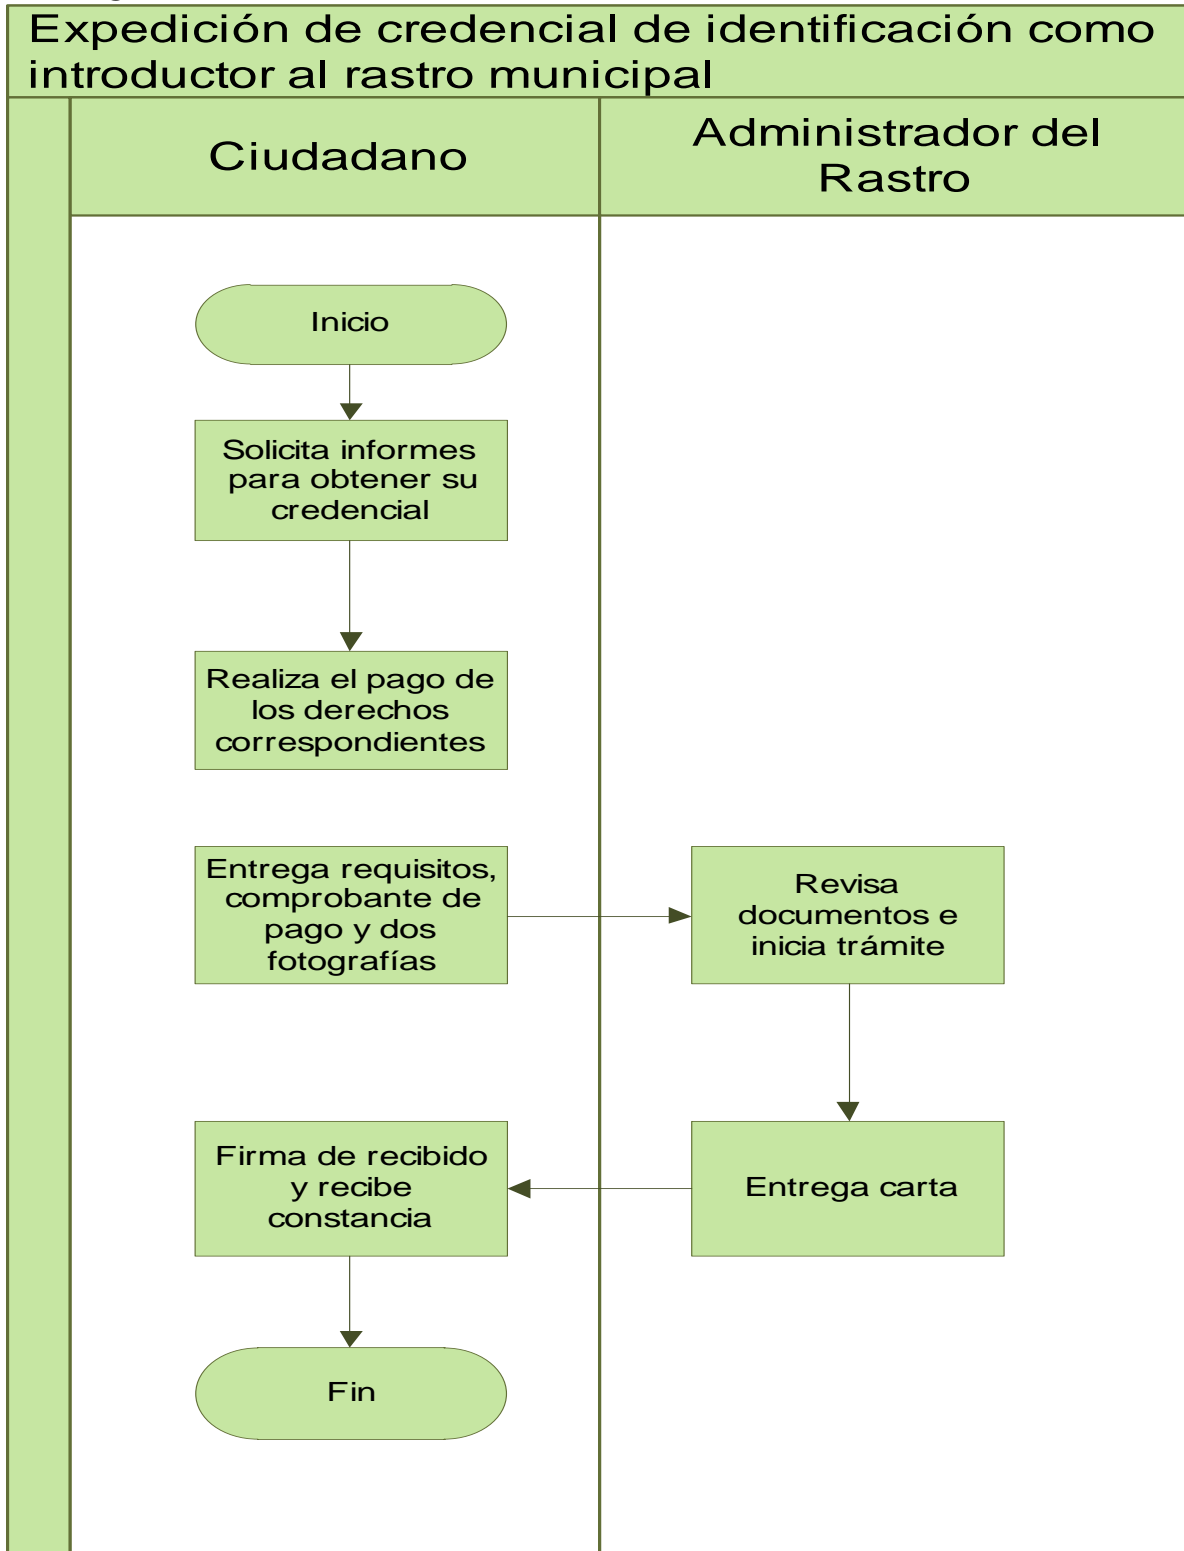 Expedición de credencial de identificación como
introductor al rastro municipal
Ciudadano
Administrador del
Rastro
Inicio
Solicita informes
para obtener su
credencial
Realiza el pago de
los derechos
correspondientes
Entrega requisitos,
comprobante de
pago y dos
fotografías
Revisa
documentos e
inicia trámite
Entrega carta
Firma de recibido
y recibe
constancia
Fin